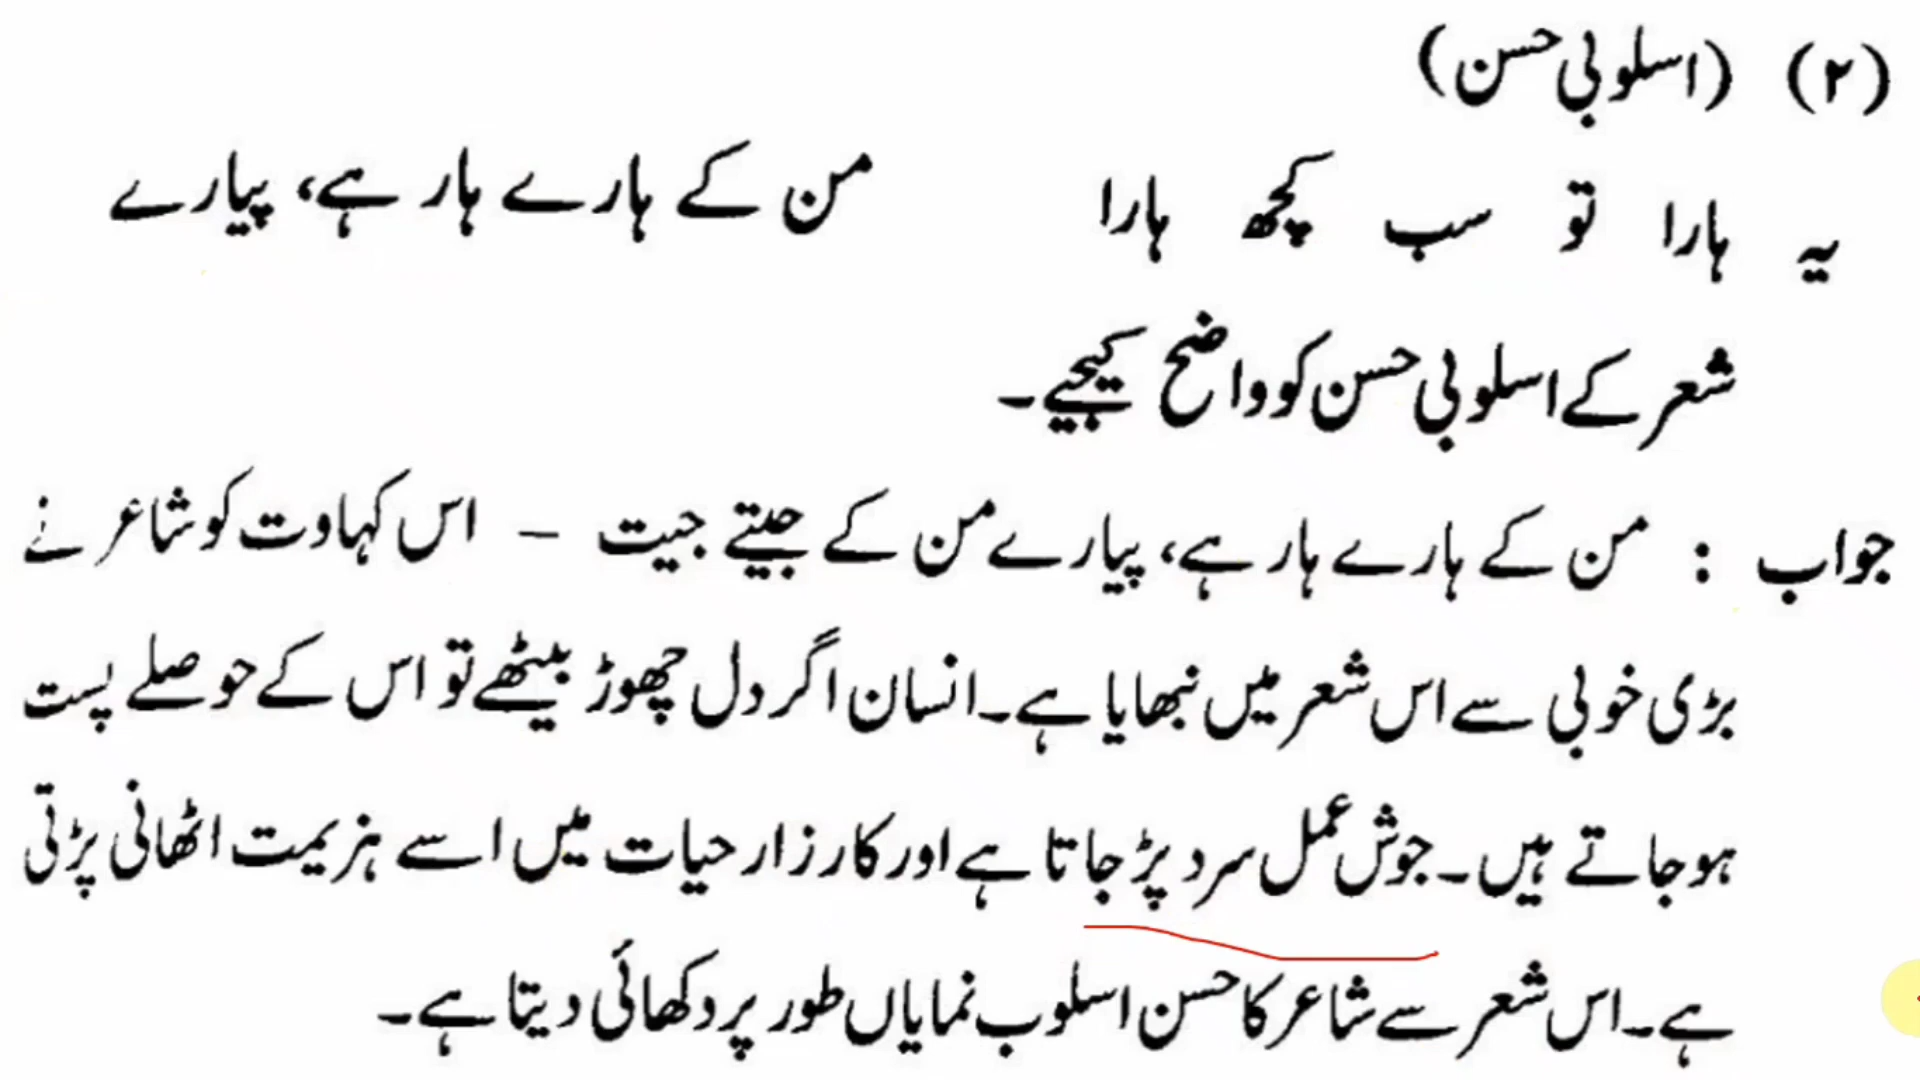 (۲) (اسلوبی حسن)
یہ ہارا تو سب کچھ ہارا من کے ہارے ہار ہے، پیارے
شعر کے اسلوبی حسن کو واضح کیجیے۔
جواب : من کے ہارے ہار ہے، پیارے من کے جیتے جیت – اس کہاوت کو شاعر نے
بڑی خوبی سے اس شعر میں نبھایا ہے۔ انسان اگر دل چھوڑ بیٹھے تو اس کے حوصلے پست
ہو جاتے ہیں۔ جوش عمل سرد پڑ جاتا ہے اور کارزار حیات میں اسے ہزیمت اٹھانی پڑتی
ہے۔ اس شعر سے شاعر کا حسن اسلوب نمایاں طور پر دکھائی دیتا ہے۔